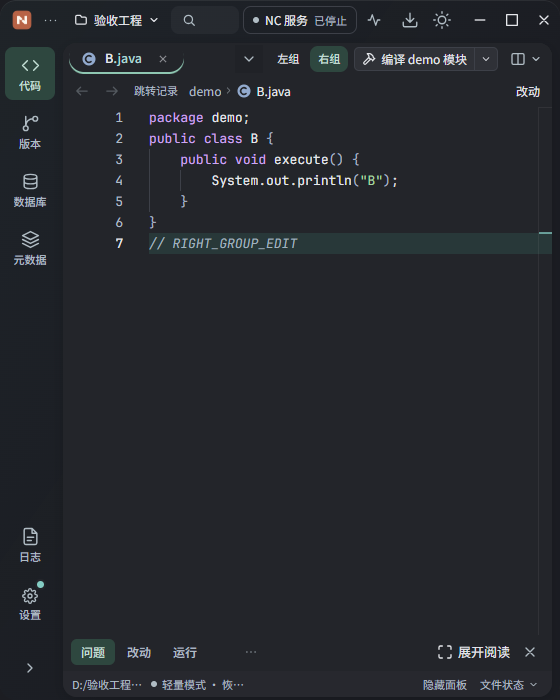 N ··· 验收工程 NC 服务 已停止
代码
版本
数据库
元数据
日志
设置
C B.java × 左组 右组 编译 demo 模块
← → 跳转记录 demo › C B.java 改动
1 package demo;
2 public class B {
3     public void execute() {
4         System.out.println("B");
5     }
6 }
7 // RIGHT_GROUP_EDIT
问题 改动 运行 ··· 展开阅读 ×
D:/验收工程··· 轻量模式 · 恢··· 隐藏面板 文件状态